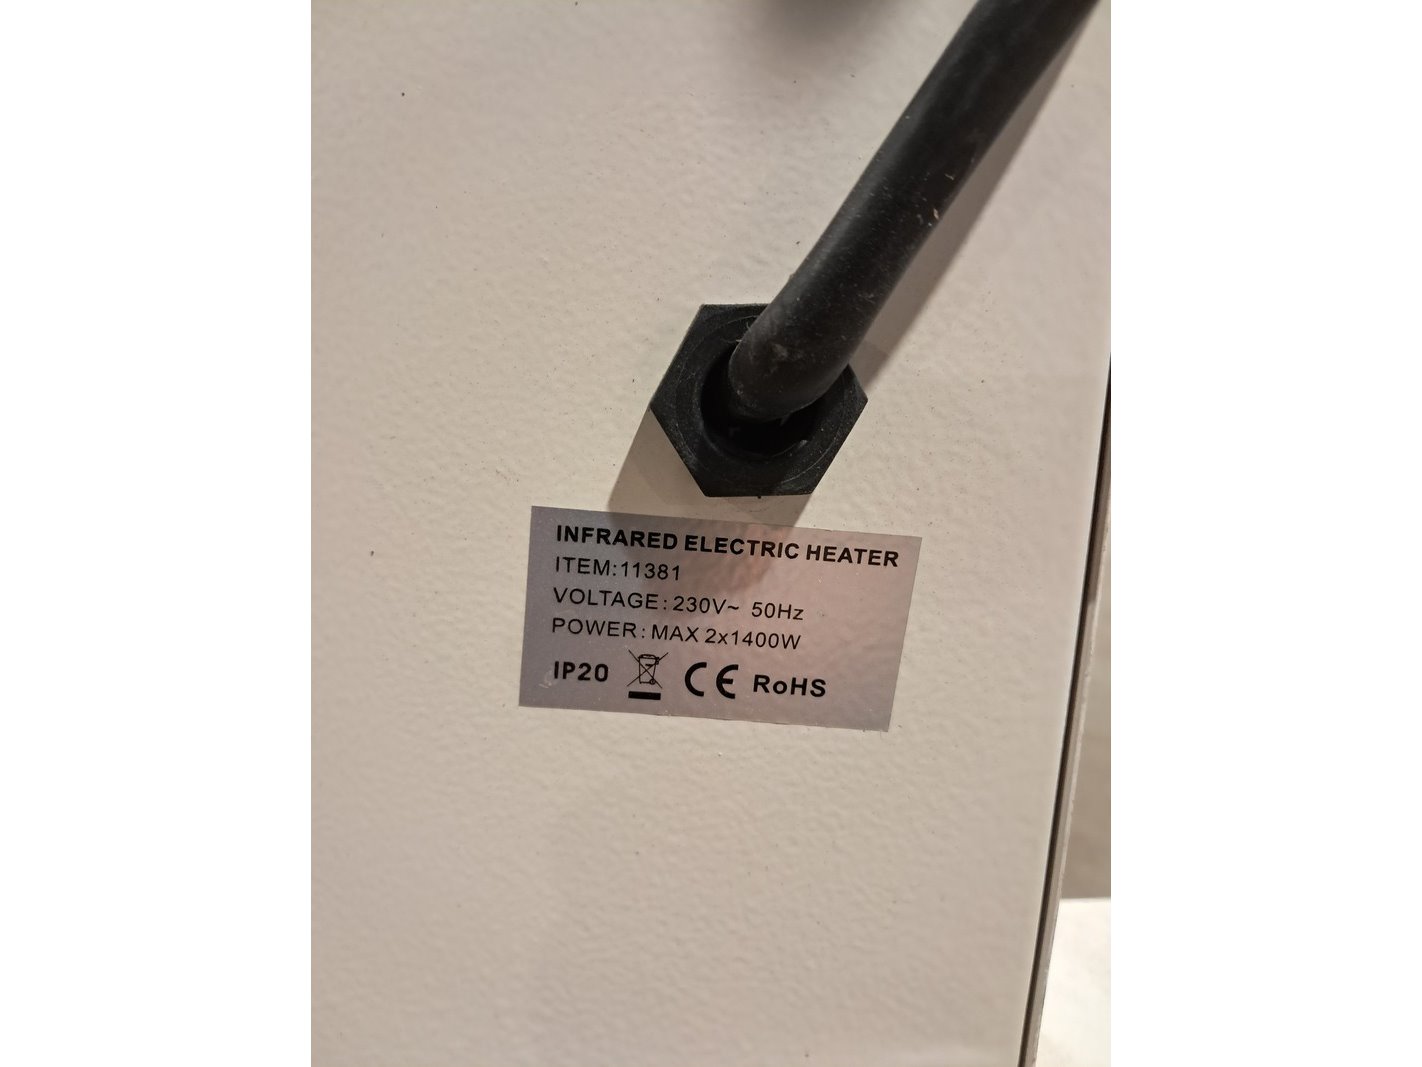 INFRARED ELECTRIC HEATER
ITEM:11381
VOLTAGE: 230V~ 50Hz
POWER: MAX 2x1400W
IP20 CE RoHS